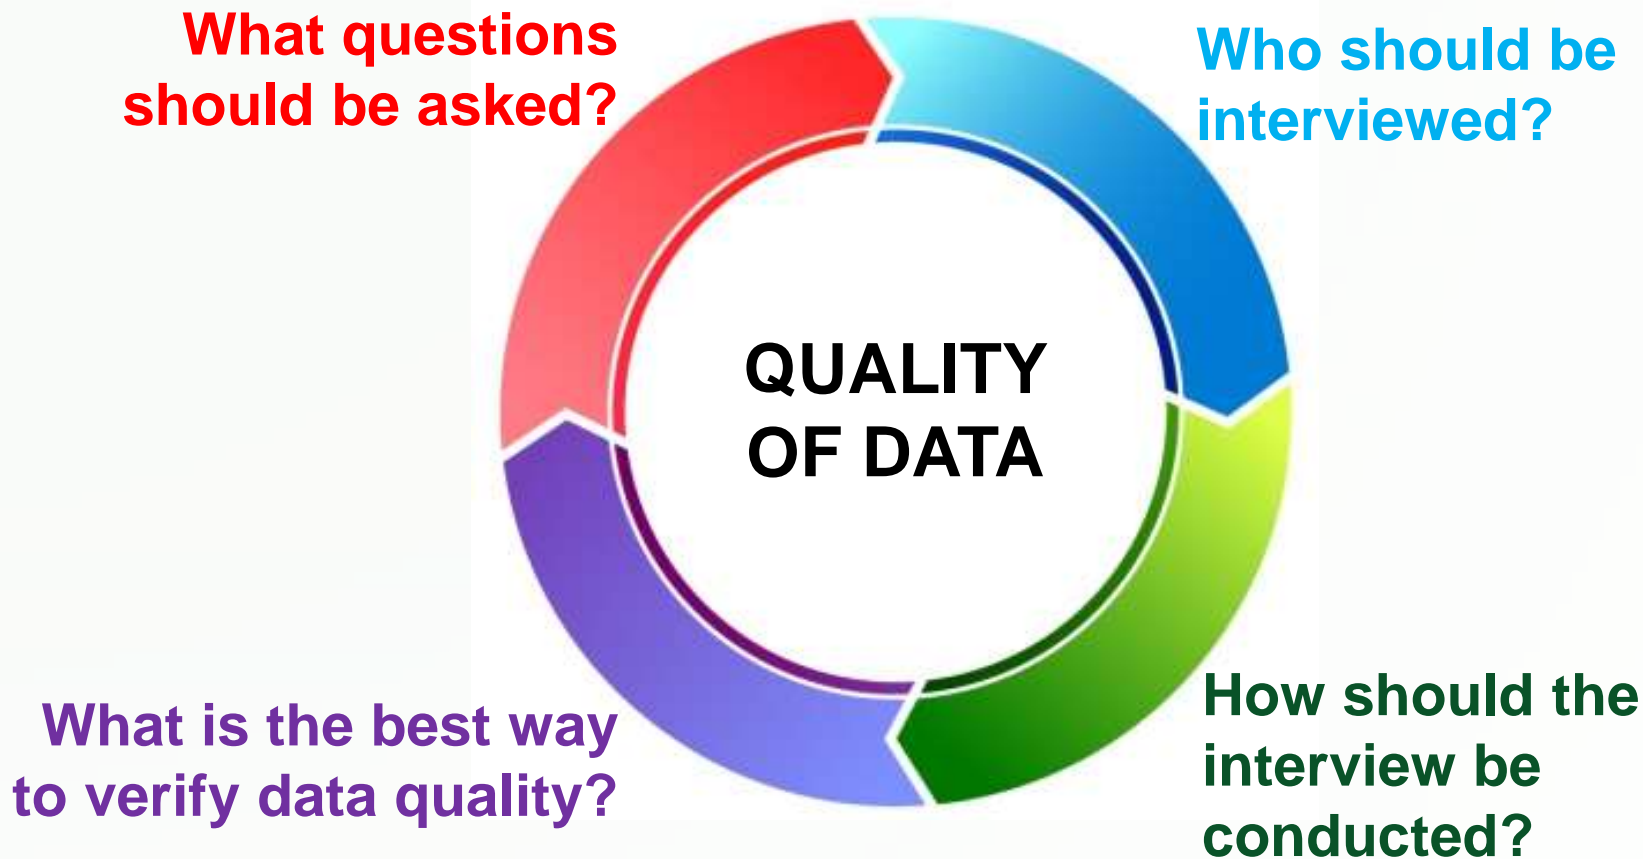 What questions
should be asked?
Who should be
interviewed?
QUALITY
OF DATA
What is the best way
to verify data quality?
How should the
interview be
conducted?